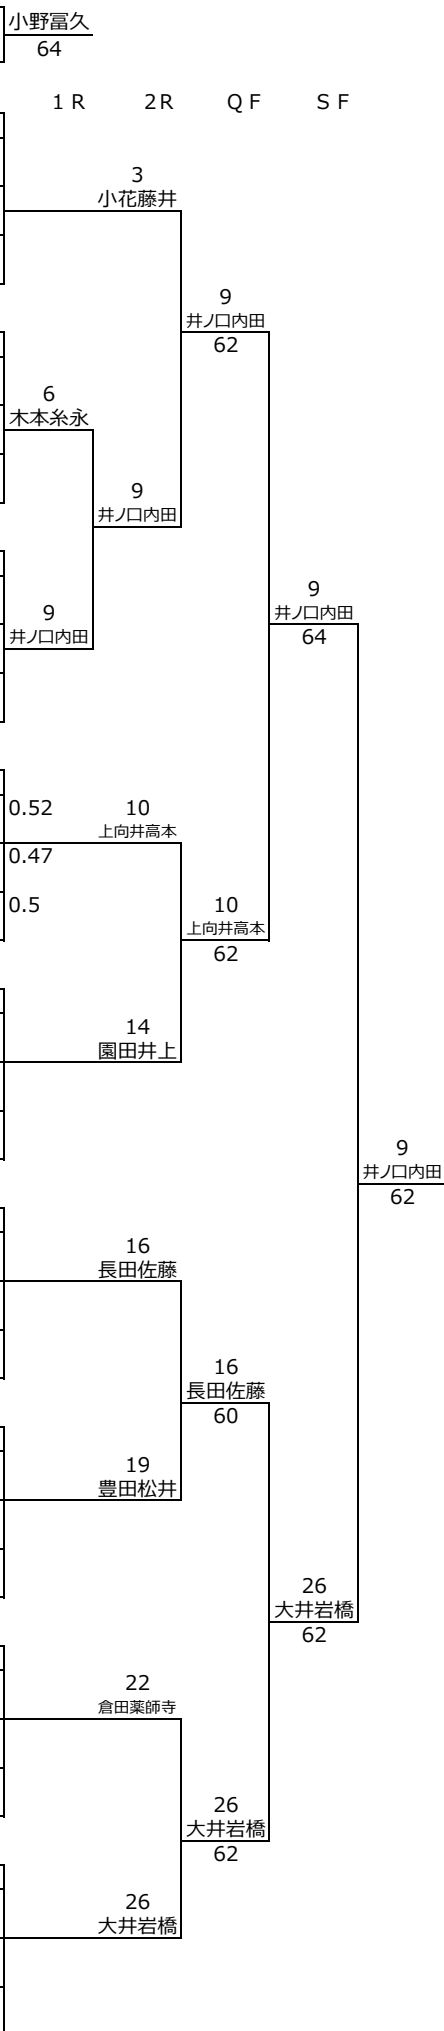 小野冨久
64
1R 2R QF SF
3
小花藤井
9
井ノ口内田
62
6
木本糸永
9
井ノ口内田
9
井ノ口内田
64
9
井ノ口内田
0.52 10
上向井高本
0.47
0.5 10
上向井高本
62
14
園田井上
9
井ノ口内田
62
16
長田佐藤
16
長田佐藤
60
19
豊田松井
26
大井岩橋
62
22
倉田薬師寺
26
大井岩橋
62
26
大井岩橋